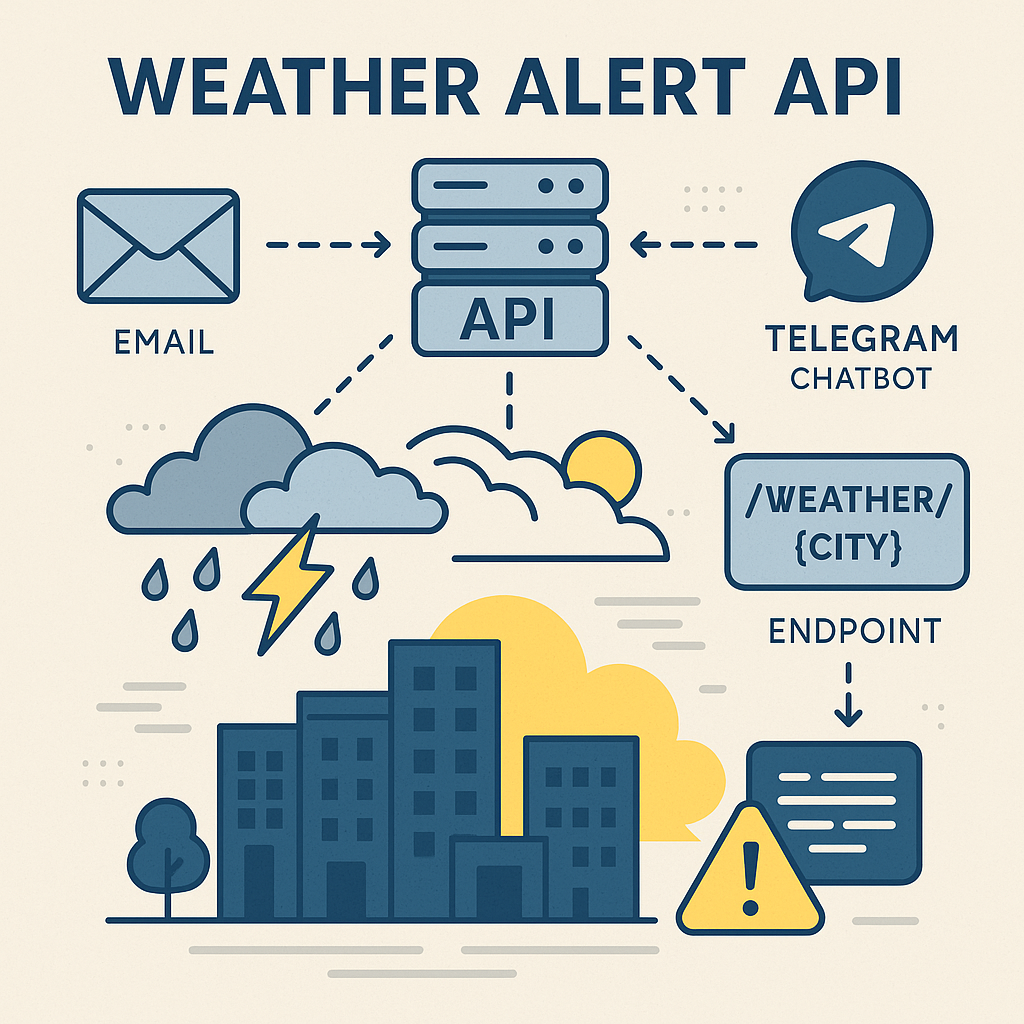 WEATHER ALERT API
API
EMAIL
TELEGRAM
CHATBOT
/WEATHER/
{CITY}
ENDPOINT